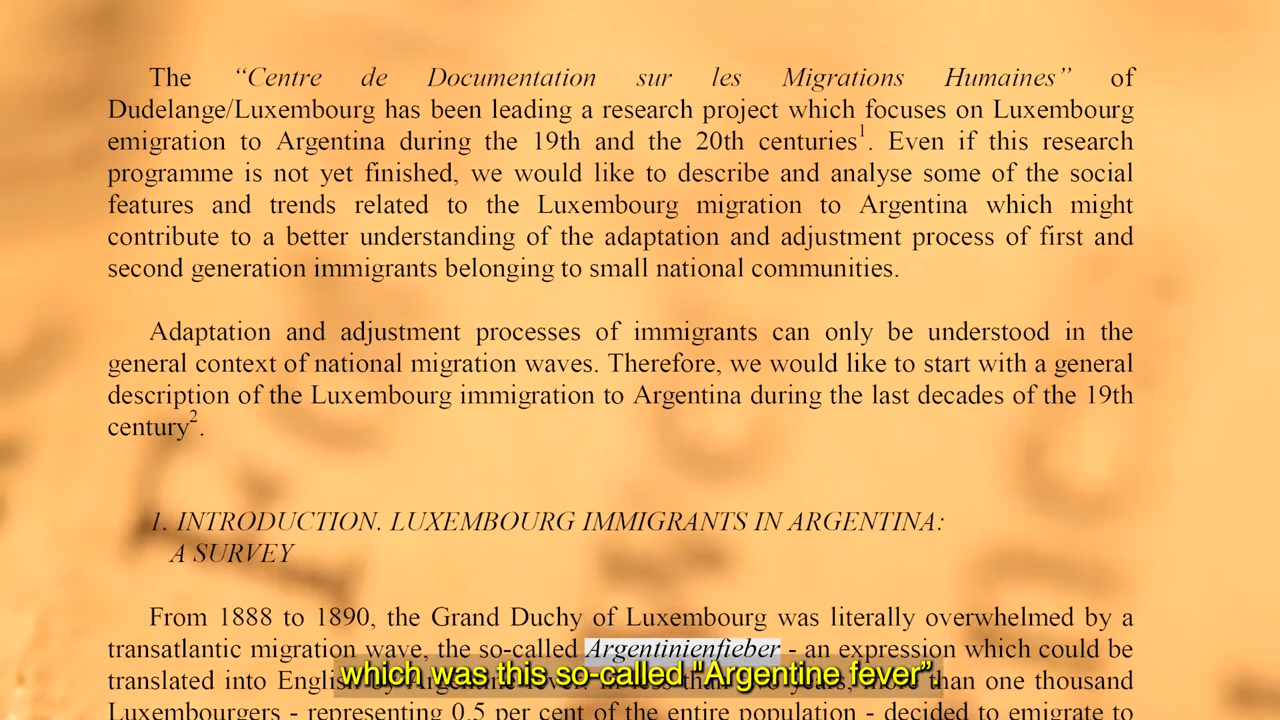 The “Centre de Documentation sur les Migrations Humaines” of
Dudelange/Luxembourg has been leading a research project which focuses on Luxembourg
emigration to Argentina during the 19th and the 20th centuries1. Even if this research
programme is not yet finished, we would like to describe and analyse some of the social
features and trends related to the Luxembourg migration to Argentina which might
contribute to a better understanding of the adaptation and adjustment process of first and
second generation immigrants belonging to small national communities.
Adaptation and adjustment processes of immigrants can only be understood in the
general context of national migration waves. Therefore, we would like to start with a general
description of the Luxembourg immigration to Argentina during the last decades of the 19th
century2.
1. INTRODUCTION. LUXEMBOURG IMMIGRANTS IN ARGENTINA:
A SURVEY
From 1888 to 1890, the Grand Duchy of Luxembourg was literally overwhelmed by a
transatlantic migration wave, the so-called Argentinienfieber - an expression which could be
translated into English by Argentine fever. In less than two years, more than one thousand
which was this so-called "Argentine fever”.
Luxembourgers - representing 0,5 per cent of the entire population - decided to emigrate to